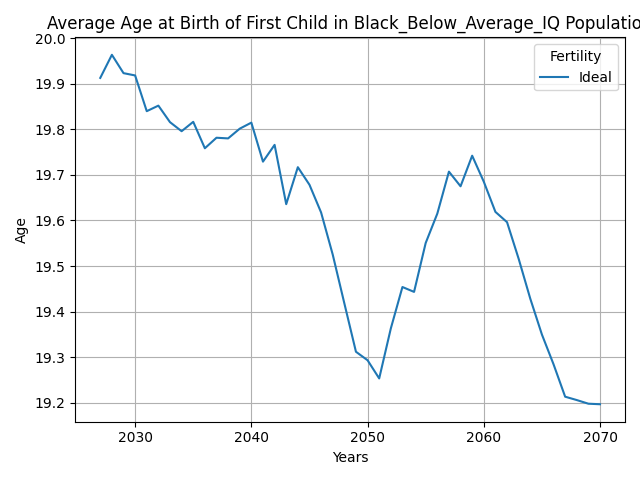 Average Age at Birth of First Child in Black_Below_Average_IQ Populatio
20.0
19.9
19.8
19.7
19.6
19.5
19.4
19.3
19.2
Age
Fertility
Ideal
2030 2040 2050 2060 2070
Years